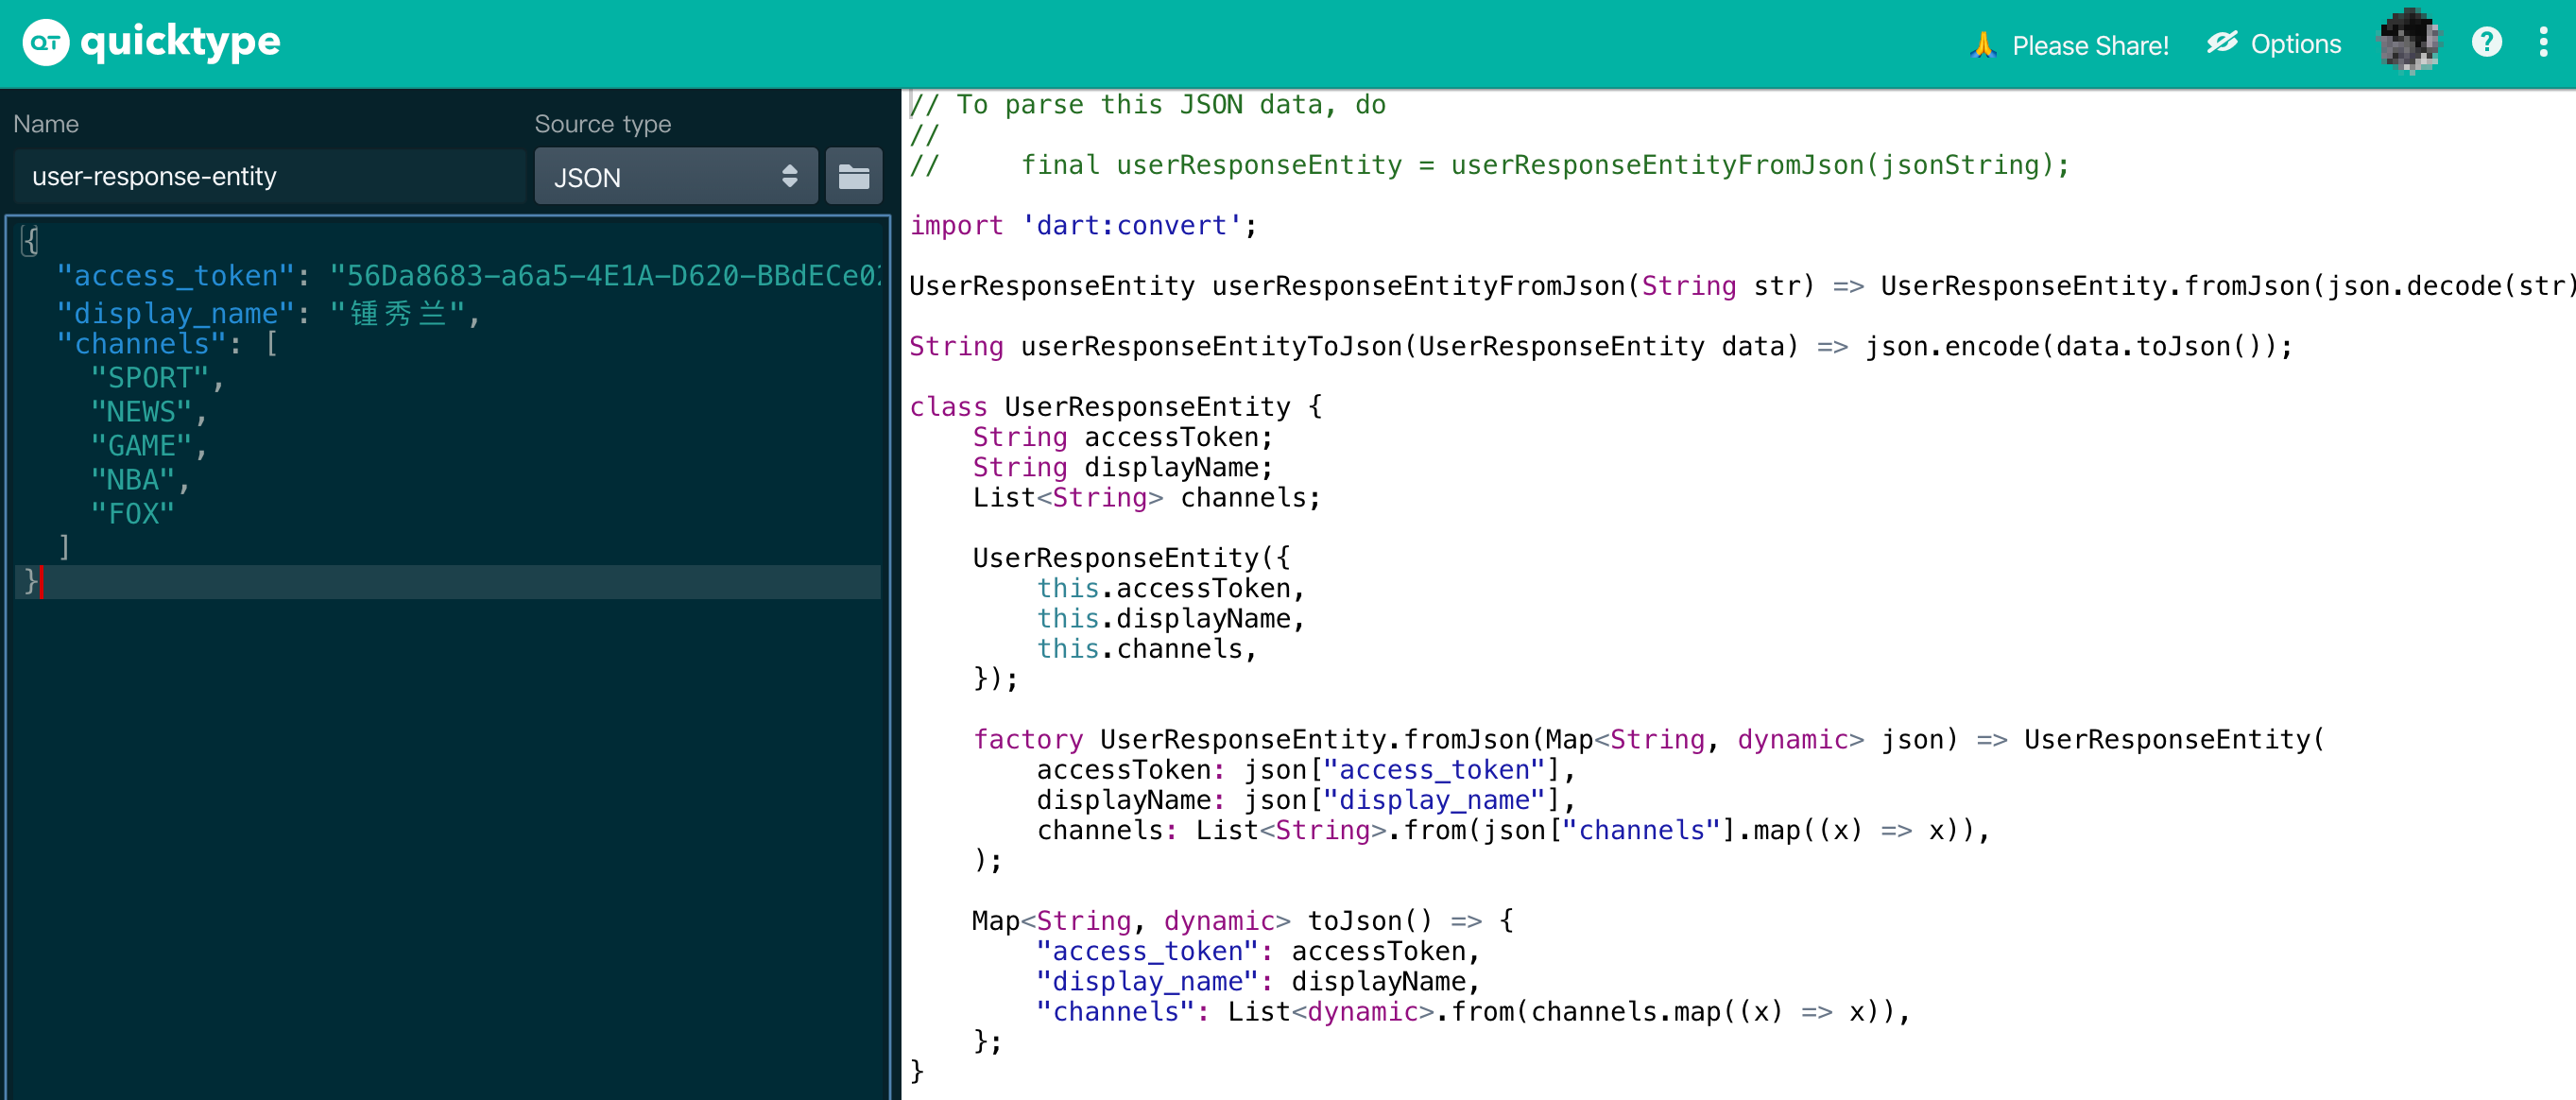 QT quicktype
🙏 Please Share!
Options
?
Name
Source type
user-response-entity
JSON
{
  "access_token": "56Da8683-a6a5-4E1A-D620-BBdECe02
  "display_name": "锺秀兰",
  "channels": [
    "SPORT",
    "NEWS",
    "GAME",
    "NBA",
    "FOX"
  ]
}
// To parse this JSON data, do
//
//     final userResponseEntity = userResponseEntityFromJson(jsonString);
import 'dart:convert';
UserResponseEntity userResponseEntityFromJson(String str) => UserResponseEntity.fromJson(json.decode(str)
String userResponseEntityToJson(UserResponseEntity data) => json.encode(data.toJson());
class UserResponseEntity {
    String accessToken;
    String displayName;
    List<String> channels;
    UserResponseEntity({
        this.accessToken,
        this.displayName,
        this.channels,
    });
    factory UserResponseEntity.fromJson(Map<String, dynamic> json) => UserResponseEntity(
        accessToken: json["access_token"],
        displayName: json["display_name"],
        channels: List<String>.from(json["channels"].map((x) => x)),
    );
    Map<String, dynamic> toJson() => {
        "access_token": accessToken,
        "display_name": displayName,
        "channels": List<dynamic>.from(channels.map((x) => x)),
    };
}